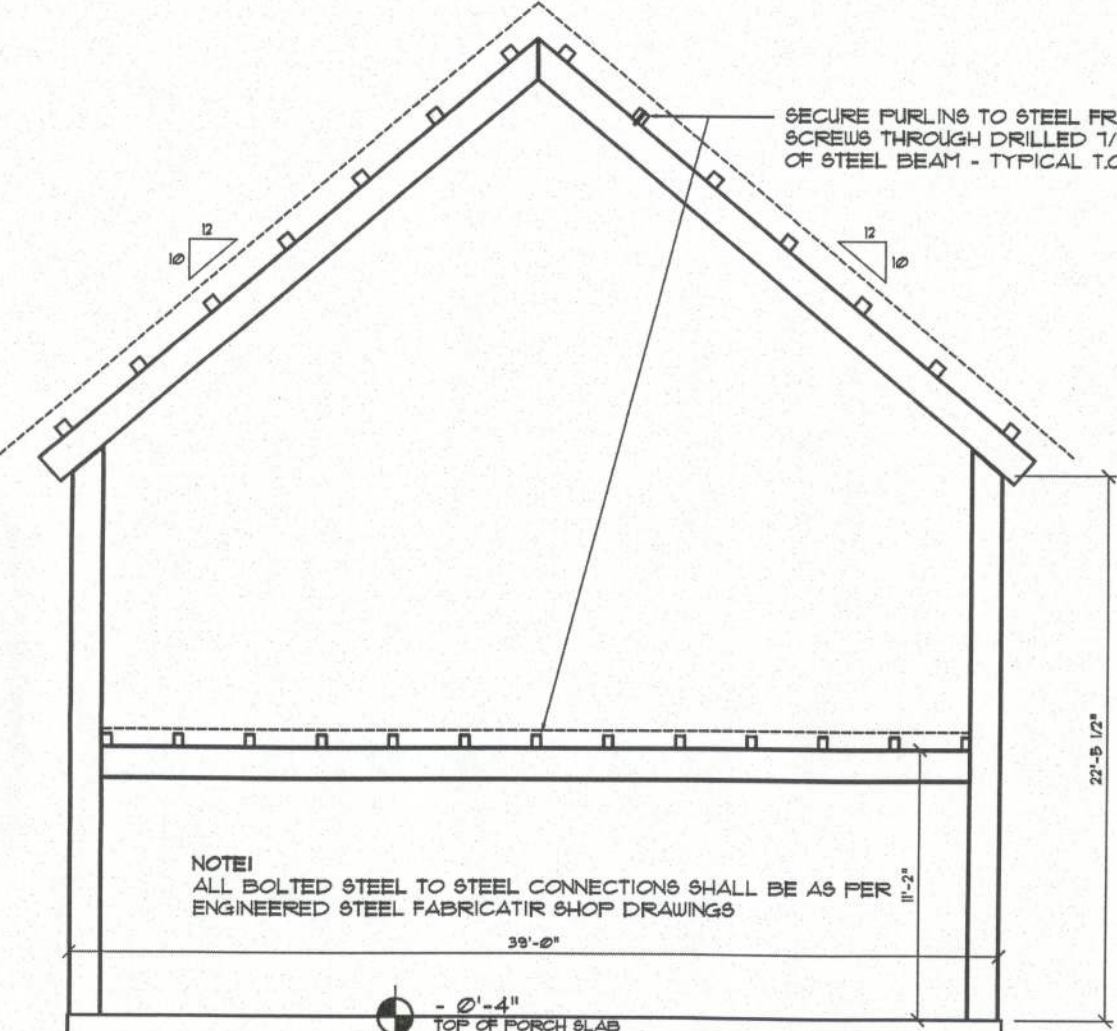 SECURE PURLINS TO STEEL FR
SCREWS THROUGH DRILLED 7/
OF STEEL BEAM - TYPICAL T.O
12
10
12
10
22'-5 1/2"
NOTE!
ALL BOLTED STEEL TO STEEL CONNECTIONS SHALL BE AS PER
ENGINEERED STEEL FABRICATIR SHOP DRAWINGS
11'-2"
39'-0"
- 0'-4"
TOP OF PORCH SLAB